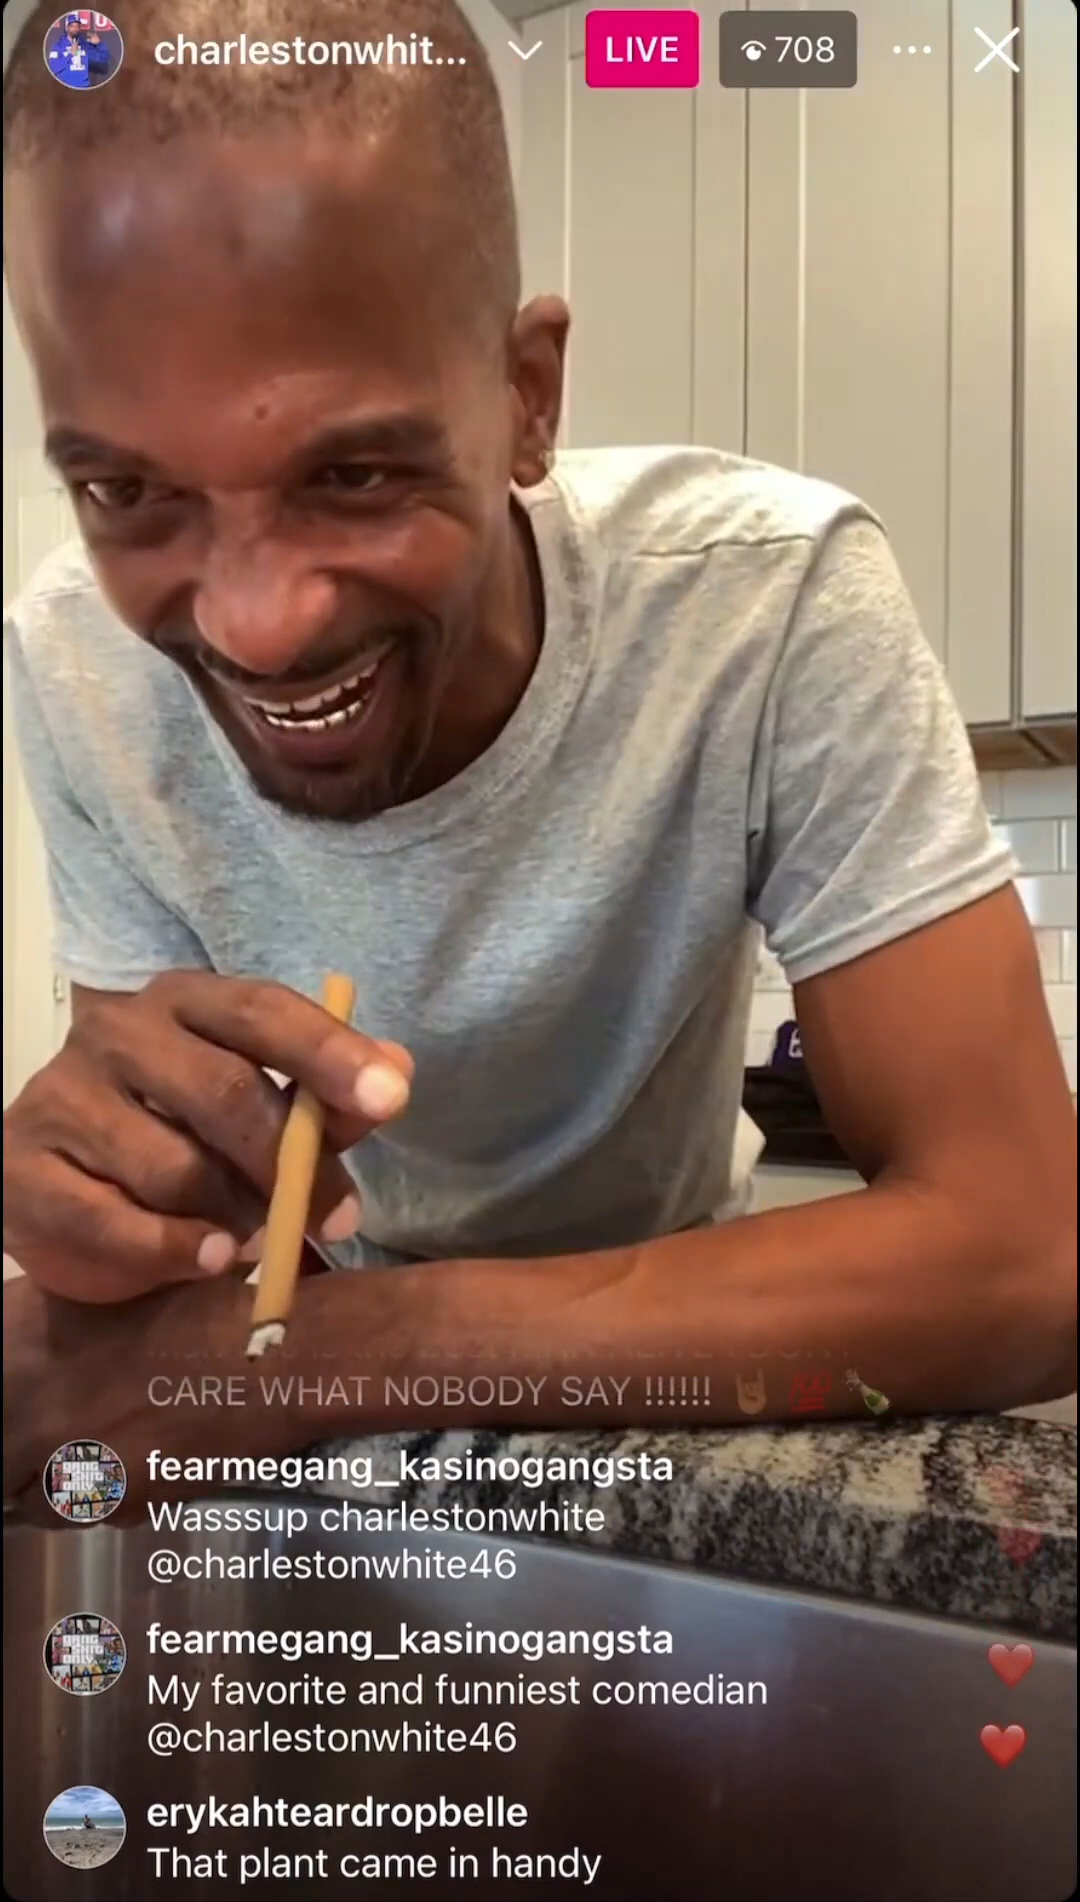 charlestonwhit...
LIVE
708
CARE WHAT NOBODY SAY !!!!!! 🤘🏾 💯 🍾
fearmegang_kasinogangsta
Wasssup charlestonwhite
@charlestonwhite46
fearmegang_kasinogangsta
My favorite and funniest comedian
@charlestonwhite46
erykahteardropbelle
That plant came in handy